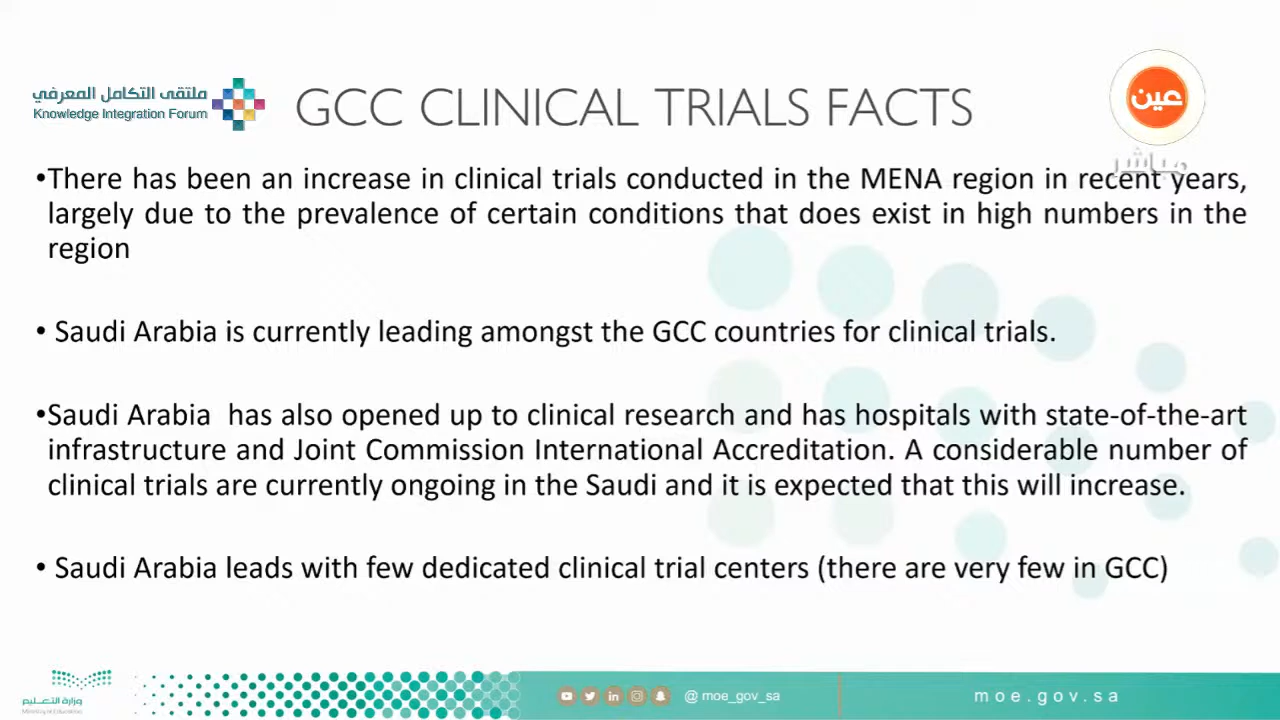 ملتقى التكامل المعرفي
Knowledge Integration Forum
GCC CLINICAL TRIALS FACTS
عين
مباشر
•There has been an increase in clinical trials conducted in the MENA region in recent years,
largely due to the prevalence of certain conditions that does exist in high numbers in the
region
• Saudi Arabia is currently leading amongst the GCC countries for clinical trials.
•Saudi Arabia  has also opened up to clinical research and has hospitals with state-of-the-art
infrastructure and Joint Commission International Accreditation. A considerable number of
clinical trials are currently ongoing in the Saudi and it is expected that this will increase.
• Saudi Arabia leads with few dedicated clinical trial centers (there are very few in GCC)
وزارة التعليم
Ministry of Education
@moe_gov_sa
moe.gov.sa